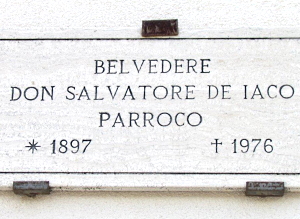 BELVEDERE
DON SALVATORE DE IACO
PARROCO
* 1897 † 1976